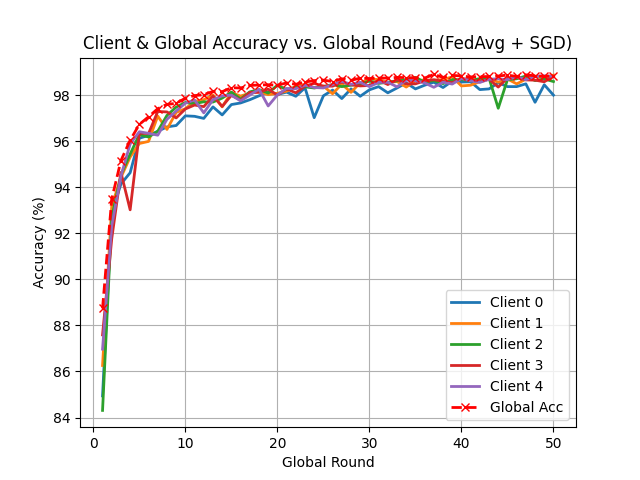 Client & Global Accuracy vs. Global Round (FedAvg + SGD)
Accuracy (%)
98
96
94
92
90
88
86
84
0
10
20
30
40
50
Global Round
Client 0
Client 1
Client 2
Client 3
Client 4
Global Acc